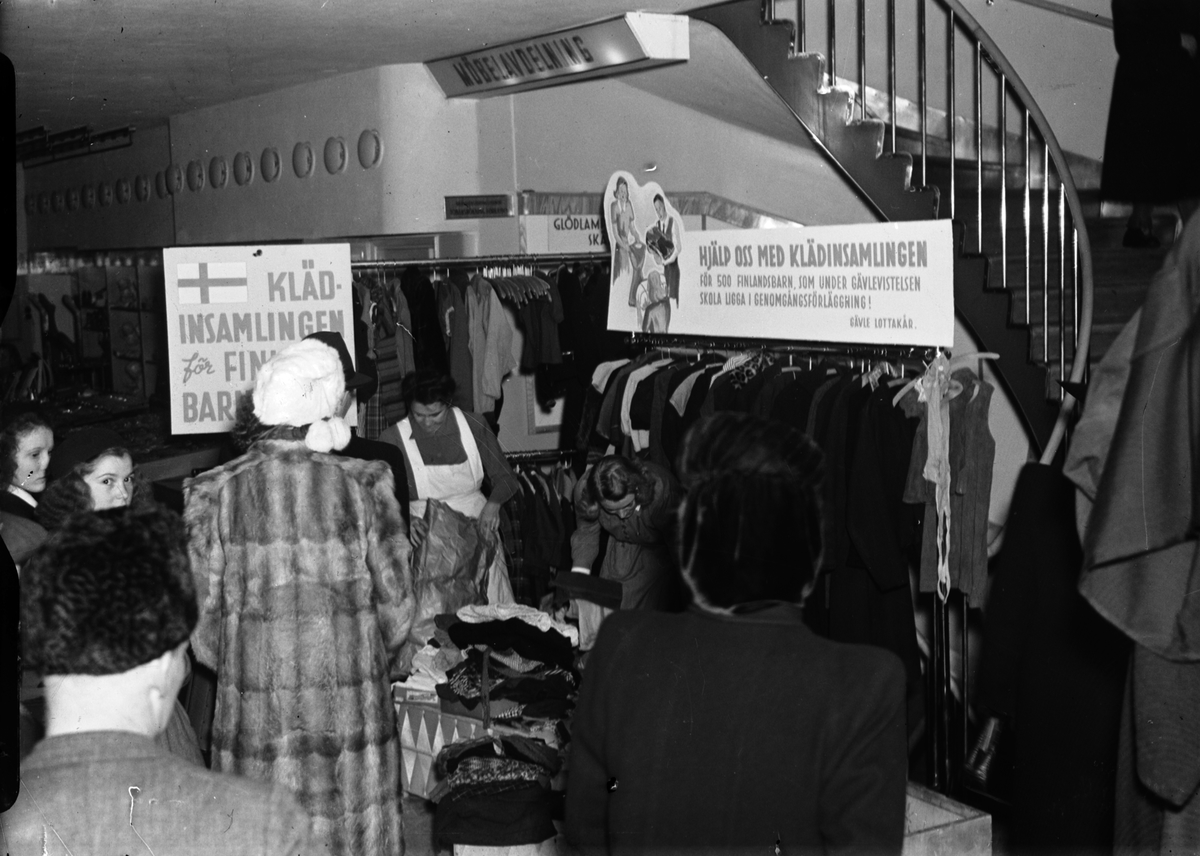 MÖBELAVDELNING
GLÖDLAM
SKA
KLÄD-
INSAMLINGEN
för FIN
BARN
HJÄLP OSS MED KLÄDINSAMLINGEN
FÖR 500 FINLANDSBARN, SOM UNDER GÄVLEVISTELSEN
SKOLA LIGGA I GENOMGÅNGSFÖRLÄGGNING!
GÄVLE LOTTAKÅR.